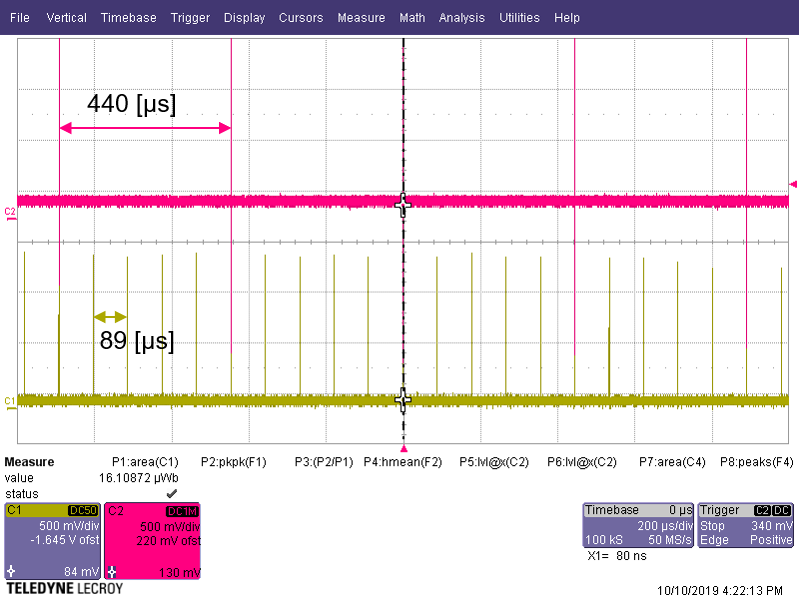 File Vertical Timebase Trigger Display Cursors Measure Math Analysis Utilities Help
440 [µs]
C2
89 [µs]
C1
Measure P1:area(C1) P2:pkpk(F1) P3:(P2/P1) P4:hmean(F2) P5:lvl@x(C2) P6:lvl@x(C2) P7:area(C4) P8:peaks(F4)
value 16.10872 µWb
status
C1 DC50
500 mV/div
-1.645 V ofst
84 mV
C2 DC1M
500 mV/div
220 mV ofst
130 mV
Timebase 0 µs
200 µs/div
100 kS 50 MS/s
Trigger C2 DC
Stop 340 mV
Edge Positive
X1= 80 ns
TELEDYNE LECROY
10/10/2019 4:22:13 PM